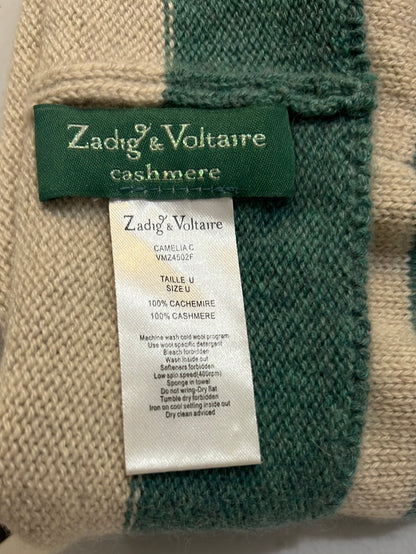 Zadig & Voltaire
cashmere
Zadig & Voltaire
CAMELIA C
VMZ4502F
TAILLE U
SIZE U
100% CACHEMIRE
100% CASHMERE
Machine wash cold wool program
Use wool specific detergent
Bleach forbidden
Wash inside out
Softeners forbidden
Low spin speed(400rpm)
Sponge in towel
Do not wring-Dry flat
Tumble dry forbidden
Iron on cool setting inside out
Dry clean adviced